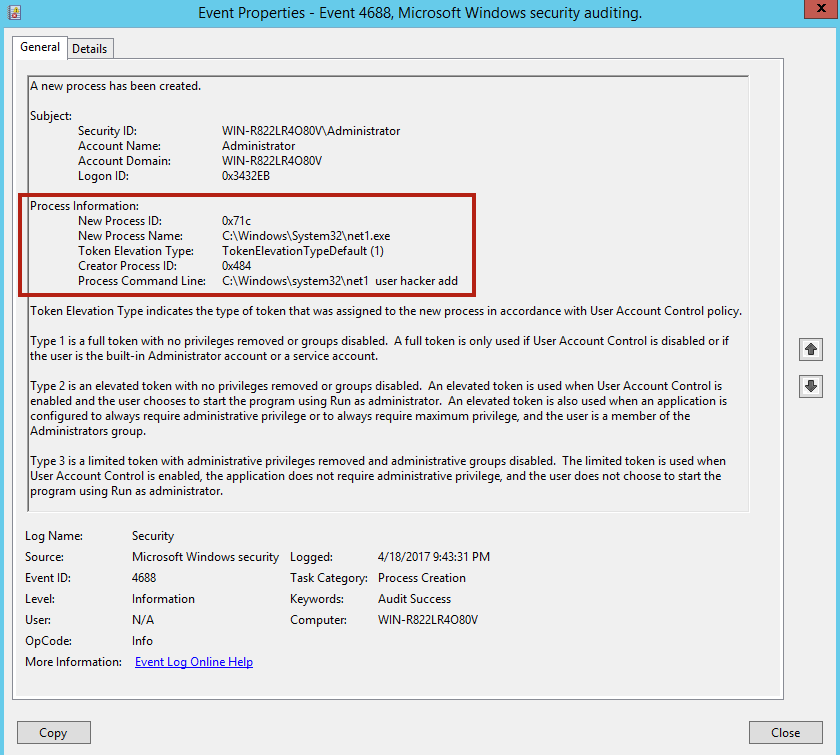 Event Properties - Event 4688, Microsoft Windows security auditing.
x
General Details
A new process has been created.
Subject:
Security ID: WIN-R822LR4O80V\Administrator
Account Name: Administrator
Account Domain: WIN-R822LR4O80V
Logon ID: 0x3432EB
Process Information:
New Process ID: 0x71c
New Process Name: C:\Windows\System32\net1.exe
Token Elevation Type: TokenElevationTypeDefault (1)
Creator Process ID: 0x484
Process Command Line: C:\Windows\system32\net1  user hacker add
Token Elevation Type indicates the type of token that was assigned to the new process in accordance with User Account Control policy.
Type 1 is a full token with no privileges removed or groups disabled.  A full token is only used if User Account Control is disabled or if
the user is the built-in Administrator account or a service account.
Type 2 is an elevated token with no privileges removed or groups disabled.  An elevated token is used when User Account Control is
enabled and the user chooses to start the program using Run as administrator.  An elevated token is also used when an application is
configured to always require administrative privilege or to always require maximum privilege, and the user is a member of the
Administrators group.
Type 3 is a limited token with administrative privileges removed and administrative groups disabled.  The limited token is used when
User Account Control is enabled, the application does not require administrative privilege, and the user does not choose to start the
program using Run as administrator.
Log Name: Security
Source: Microsoft Windows security Logged: 4/18/2017 9:43:31 PM
Event ID: 4688 Task Category: Process Creation
Level: Information Keywords: Audit Success
User: N/A Computer: WIN-R822LR4O80V
OpCode: Info
More Information: Event Log Online Help
Copy Close